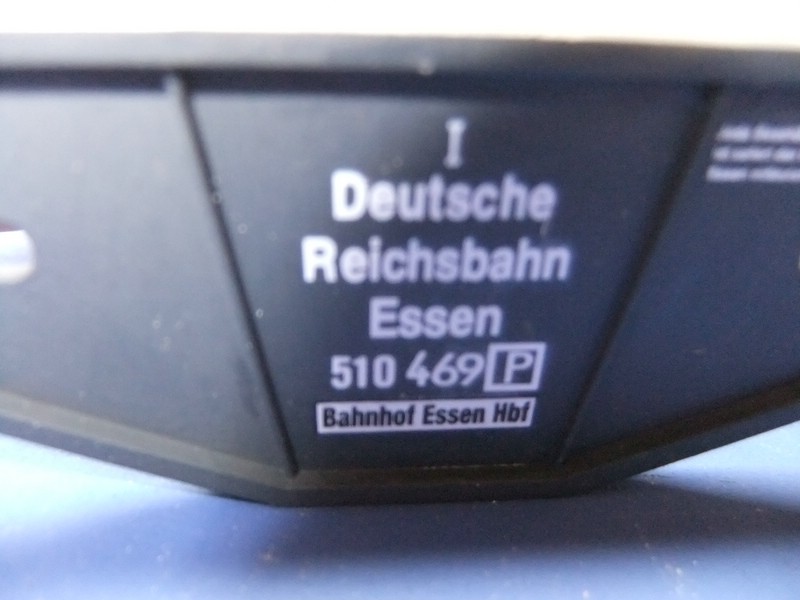 I
Deutsche
Reichsbahn
Essen
510 469 P
Bahnhof Essen Hbf